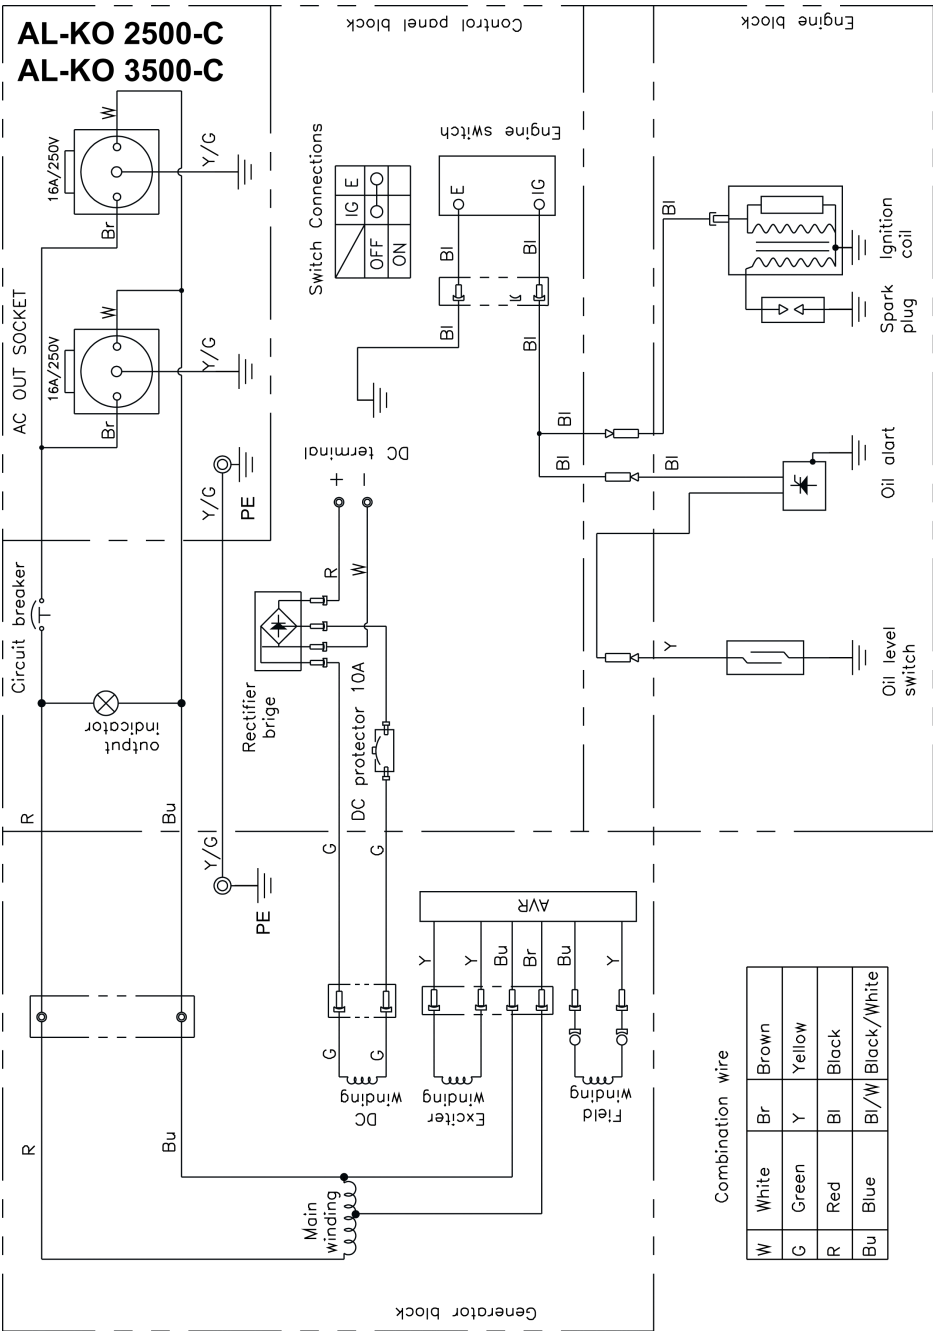 AL-KO 2500-C
AL-KO 3500-C
Control panel block
Engine block
AC OUT SOCKET
16A/250V
W
Br
Y/G
16A/250V
W
Br
Y/G
Y/G
PE
Switch Connections
IG
E
OFF
ON
Engine switch
E
IG
Bl
Bl
Bl
Bl
Bl
Bl
Bl
Bl
Ignition
coil
Spark
plug
Oil alart
Oil level
switch
Y
DC terminal
+
−
R
W
Rectifier
brige
DC protector 10A
Circuit breaker
output
indicator
R
Bu
Y/G
PE
G
G
AVR
Y
Y
Bu
Br
Bu
Y
G
G
DC
winding
Exciter
winding
Field
winding
R
Bu
Main
winding
Generator block
Combination wire
W White Br Brown
G Green Y Yellow
R Red Bl Black
Bu Blue Bl/W Black/White